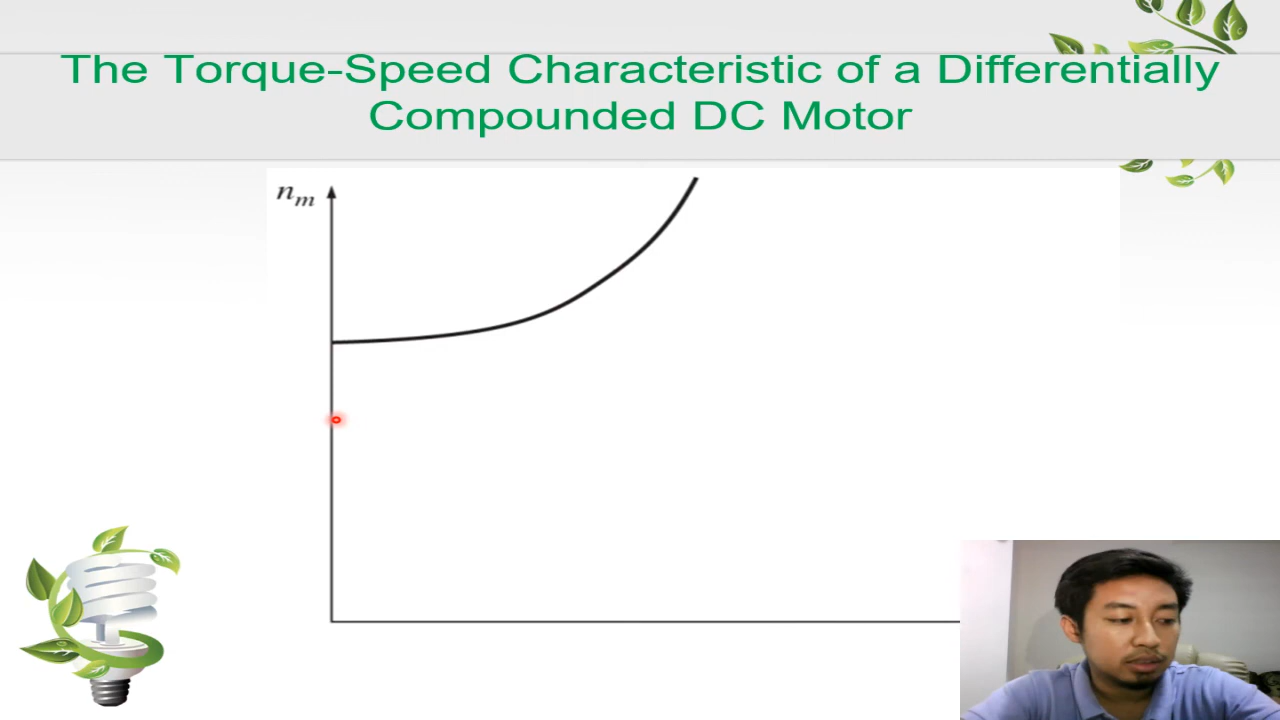 The Torque-Speed Characteristic of a Differentially
Compounded DC Motor
n_m